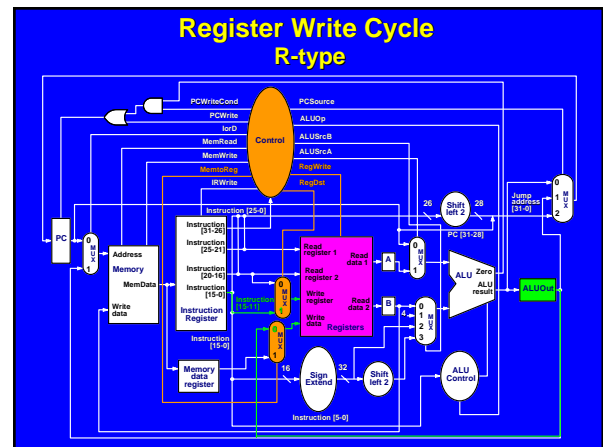 Register Write Cycle
R-type
PCWriteCond
PCSource
PCWrite
ALUOp
IorD
Control
MemRead
ALUSrcB
MemWrite
ALUSrcA
MemtoReg
RegWrite
IRWrite
RegDst
Instruction [25-0]
26
Shift
left 2
28
Jump
address
[31-0]
0
1
2
MUX
PC [31-28]
PC
0
MUX
1
Address
Memory
MemData
Write
data
Instruction
[31-26]
Instruction
[25-21]
Instruction
[20-16]
Instruction
[15-0]
Instruction
Register
Instruction
[15-11]
Instruction
[15-0]
0
MUX
1
0
MUX
1
Read
register 1
Read
register 2
Write
register
Write
data
Read
data 1
Read
data 2
Registers
A
B
0
MUX
1
4
0
1
2
3
MUX
ALU
Zero
ALU
result
ALUOut
Memory
data
register
16
Sign
Extend
32
Shift
left 2
ALU
Control
Instruction [5-0]